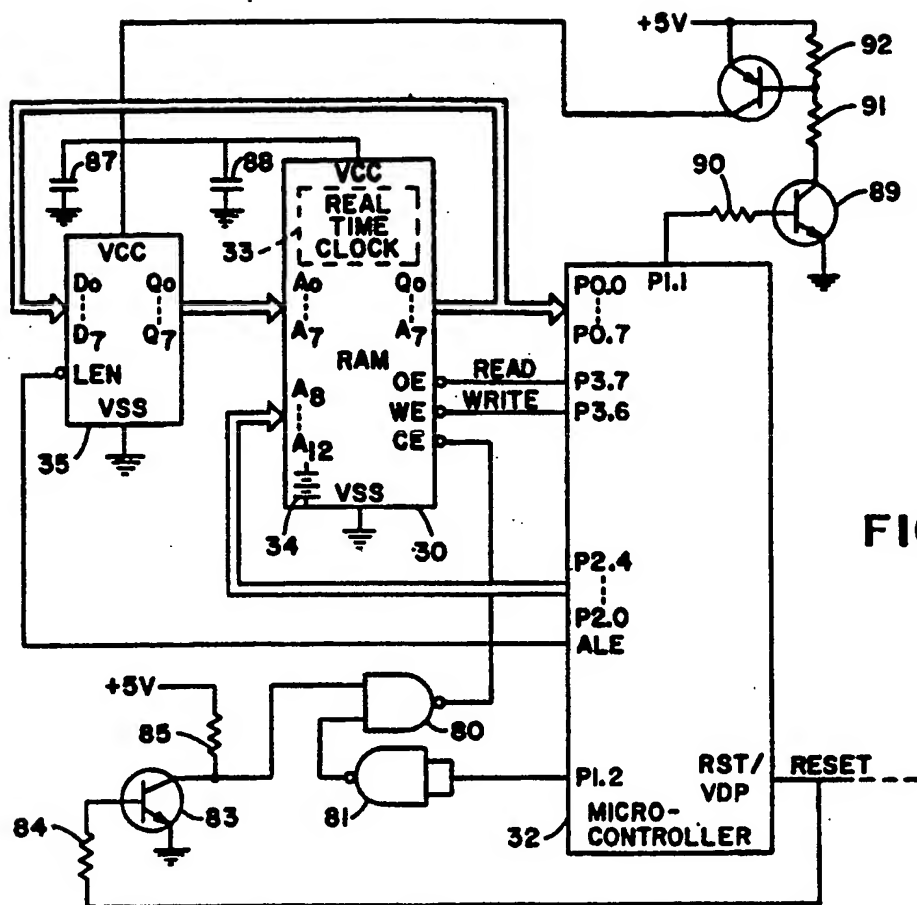 +5V
92
91
90
89
87
88
VCC
REAL
TIME
CLOCK
33
VCC
D0 Q0
D7 Q7
LEN
VSS
35
A0 Q0
A7 A7
RAM
A8
A12
OE READ
WE WRITE
CE
34
VSS
30
P1.1
P0.0
P0.7
P3.7
P3.6
FIG
P2.4
P2.0
ALE
+5V
85
80
83
84
81
P1.2
RST/
VDP
RESET
32
MICRO-
CONTROLLER